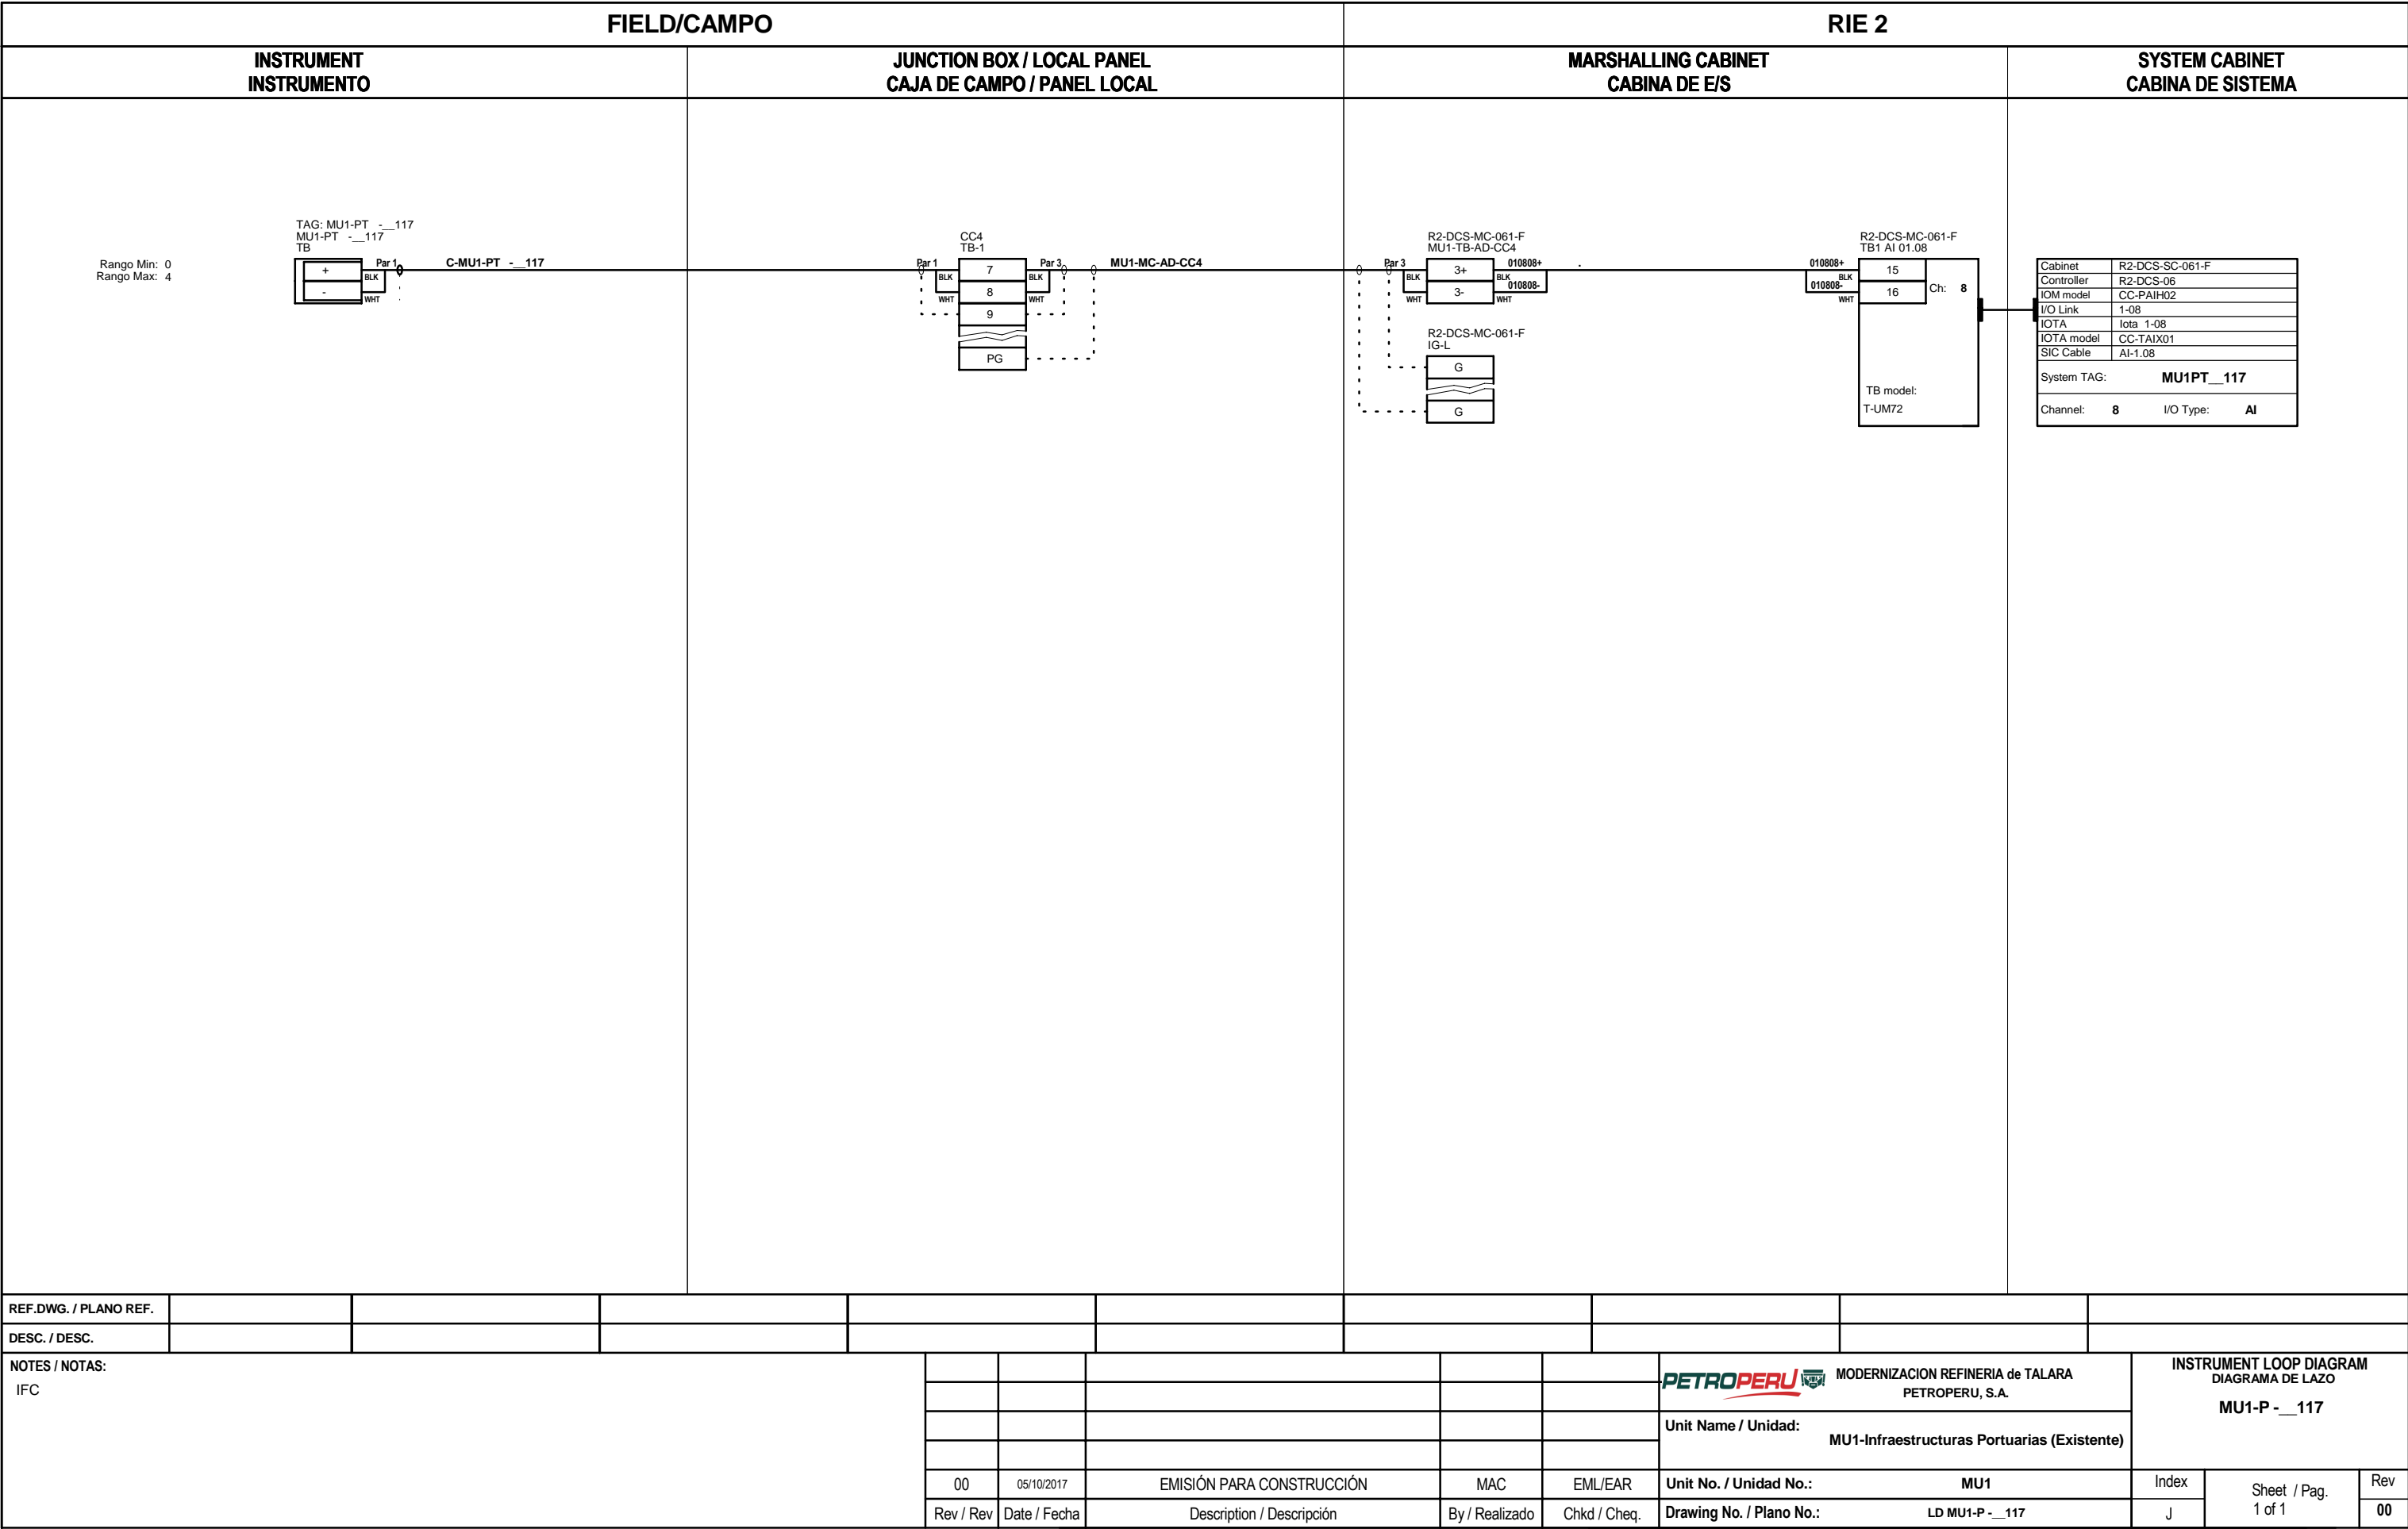 FIELD/CAMPO
RIE 2
INSTRUMENT
INSTRUMENTO
JUNCTION BOX / LOCAL PANEL
CAJA DE CAMPO / PANEL LOCAL
MARSHALLING CABINET
CABINA DE E/S
SYSTEM CABINET
CABINA DE SISTEMA
Rango Min: 0
Rango Max: 4
TAG: MU1-PT -__117
MU1-PT -__117
TB
+
-
Par 1
BLK
WHT
C-MU1-PT -__117
CC4
TB-1
Par 1
BLK
WHT
7
8
9
PG
Par 3
BLK
WHT
MU1-MC-AD-CC4
R2-DCS-MC-061-F
MU1-TB-AD-CC4
Par 3
BLK
WHT
3+
3-
010808+
BLK
010808-
WHT
R2-DCS-MC-061-F
IG-L
G
G
R2-DCS-MC-061-F
TB1 AI 01.08
010808+
BLK
010808-
WHT
15
16
Ch: 8
TB model:
T-UM72
Cabinet R2-DCS-SC-061-F
Controller R2-DCS-06
IOM model CC-PAIH02
I/O Link 1-08
IOTA Iota 1-08
IOTA model CC-TAIX01
SIC Cable AI-1.08
System TAG: MU1PT__117
Channel: 8 I/O Type: AI
REF.DWG. / PLANO REF.
DESC. / DESC.
NOTES / NOTAS:
IFC
00 05/10/2017 EMISIÓN PARA CONSTRUCCIÓN MAC EML/EAR
Rev / Rev Date / Fecha Description / Descripción By / Realizado Chkd / Cheq.
PETROPERU
MODERNIZACION REFINERIA de TALARA
PETROPERU, S.A.
Unit Name / Unidad:
MU1-Infraestructuras Portuarias (Existente)
Unit No. / Unidad No.: MU1
Drawing No. / Plano No.: LD MU1-P -__117
INSTRUMENT LOOP DIAGRAM
DIAGRAMA DE LAZO
MU1-P -__117
Index
J
Sheet / Pag.
1 of 1
Rev
00